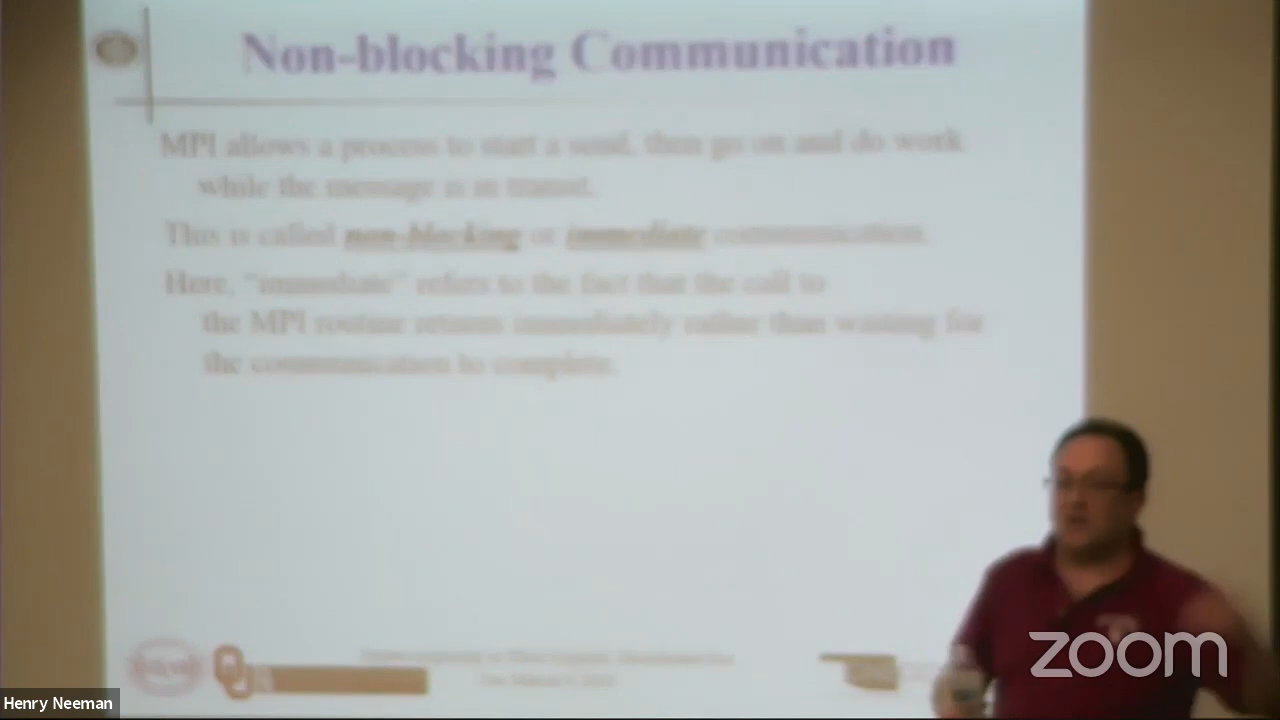 Non-blocking Communication
MPI allows a process to start a send, then go on and do work
while the message is in transit.
This is called non-blocking or immediate communication.
Here, "immediate" refers to the fact that the call to
the MPI routine returns immediately rather than waiting for
the communication to complete.
zoom
Henry Neeman